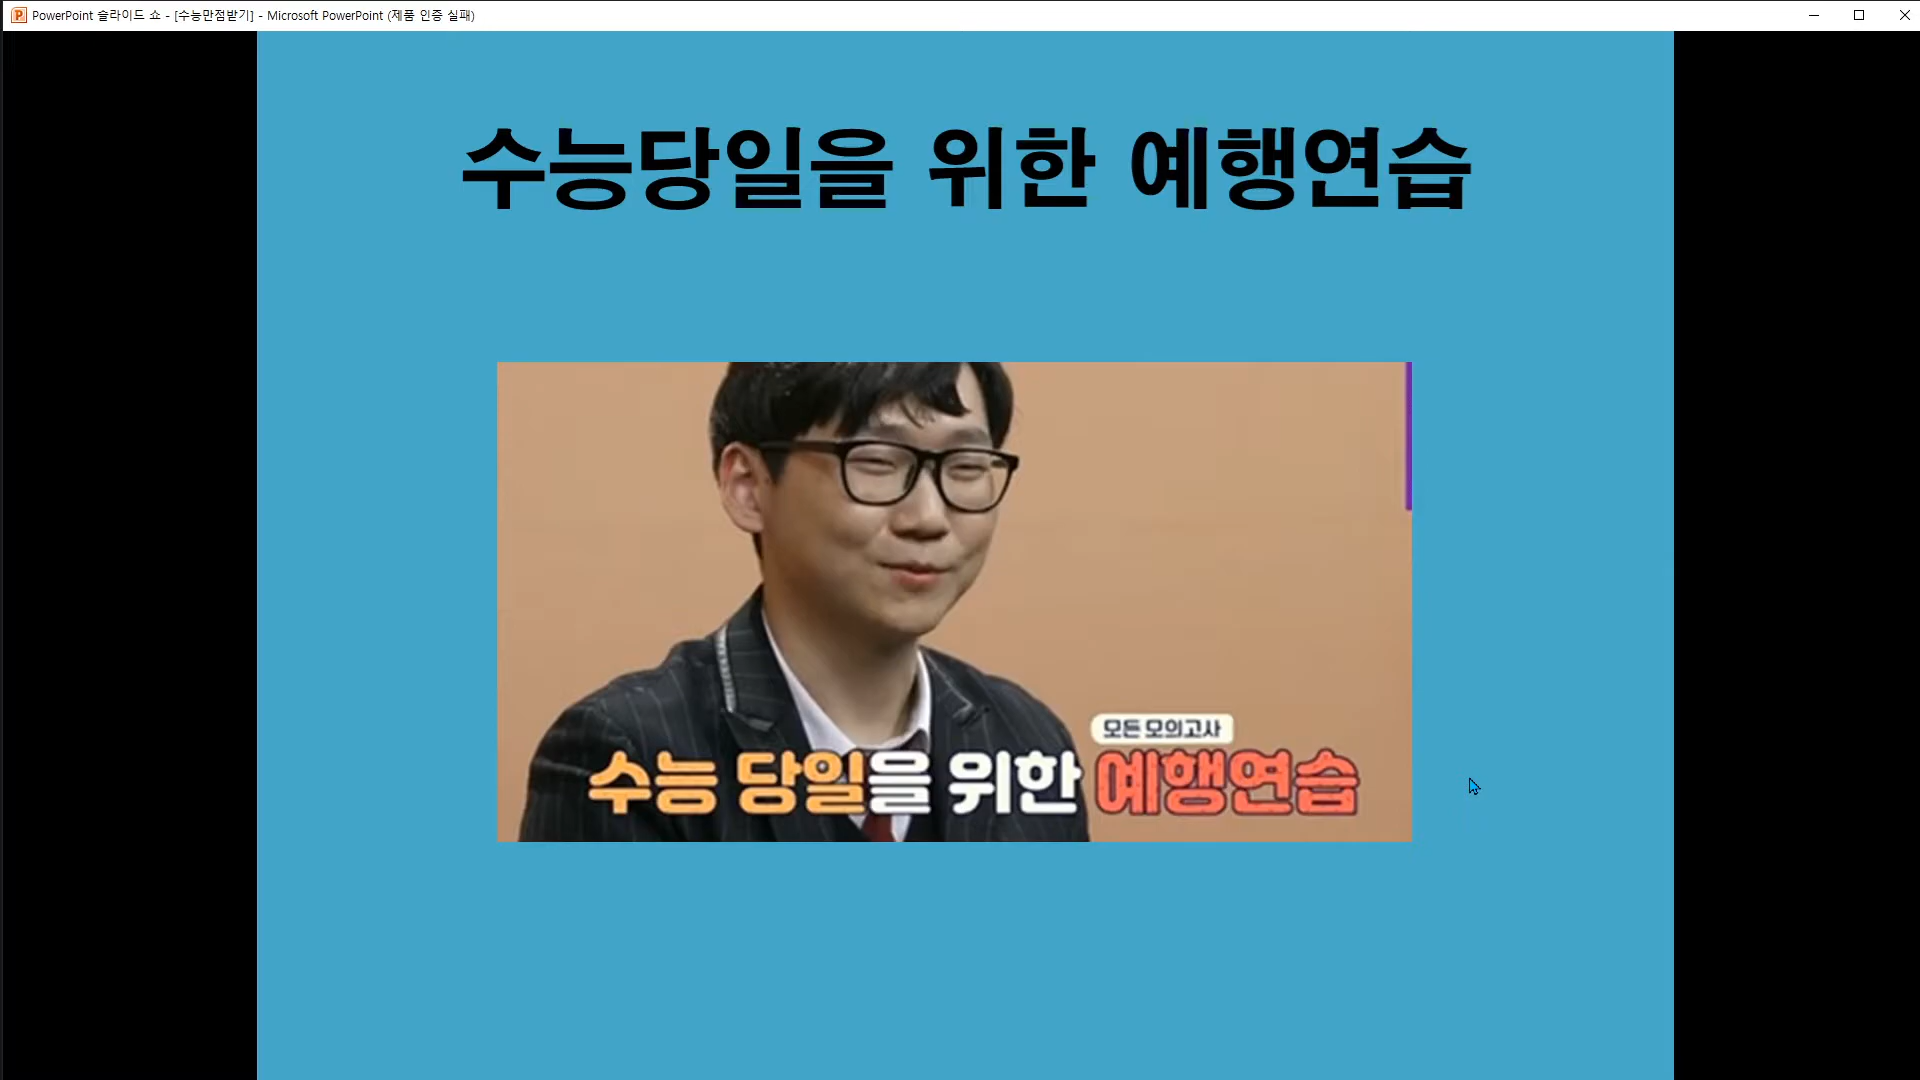 PowerPoint 슬라이드 쇼 - [수능만점받기] - Microsoft PowerPoint (제품 인증 실패)
수능당일을 위한 예행연습
모든 모의고사
수능 당일을 위한 예행연습